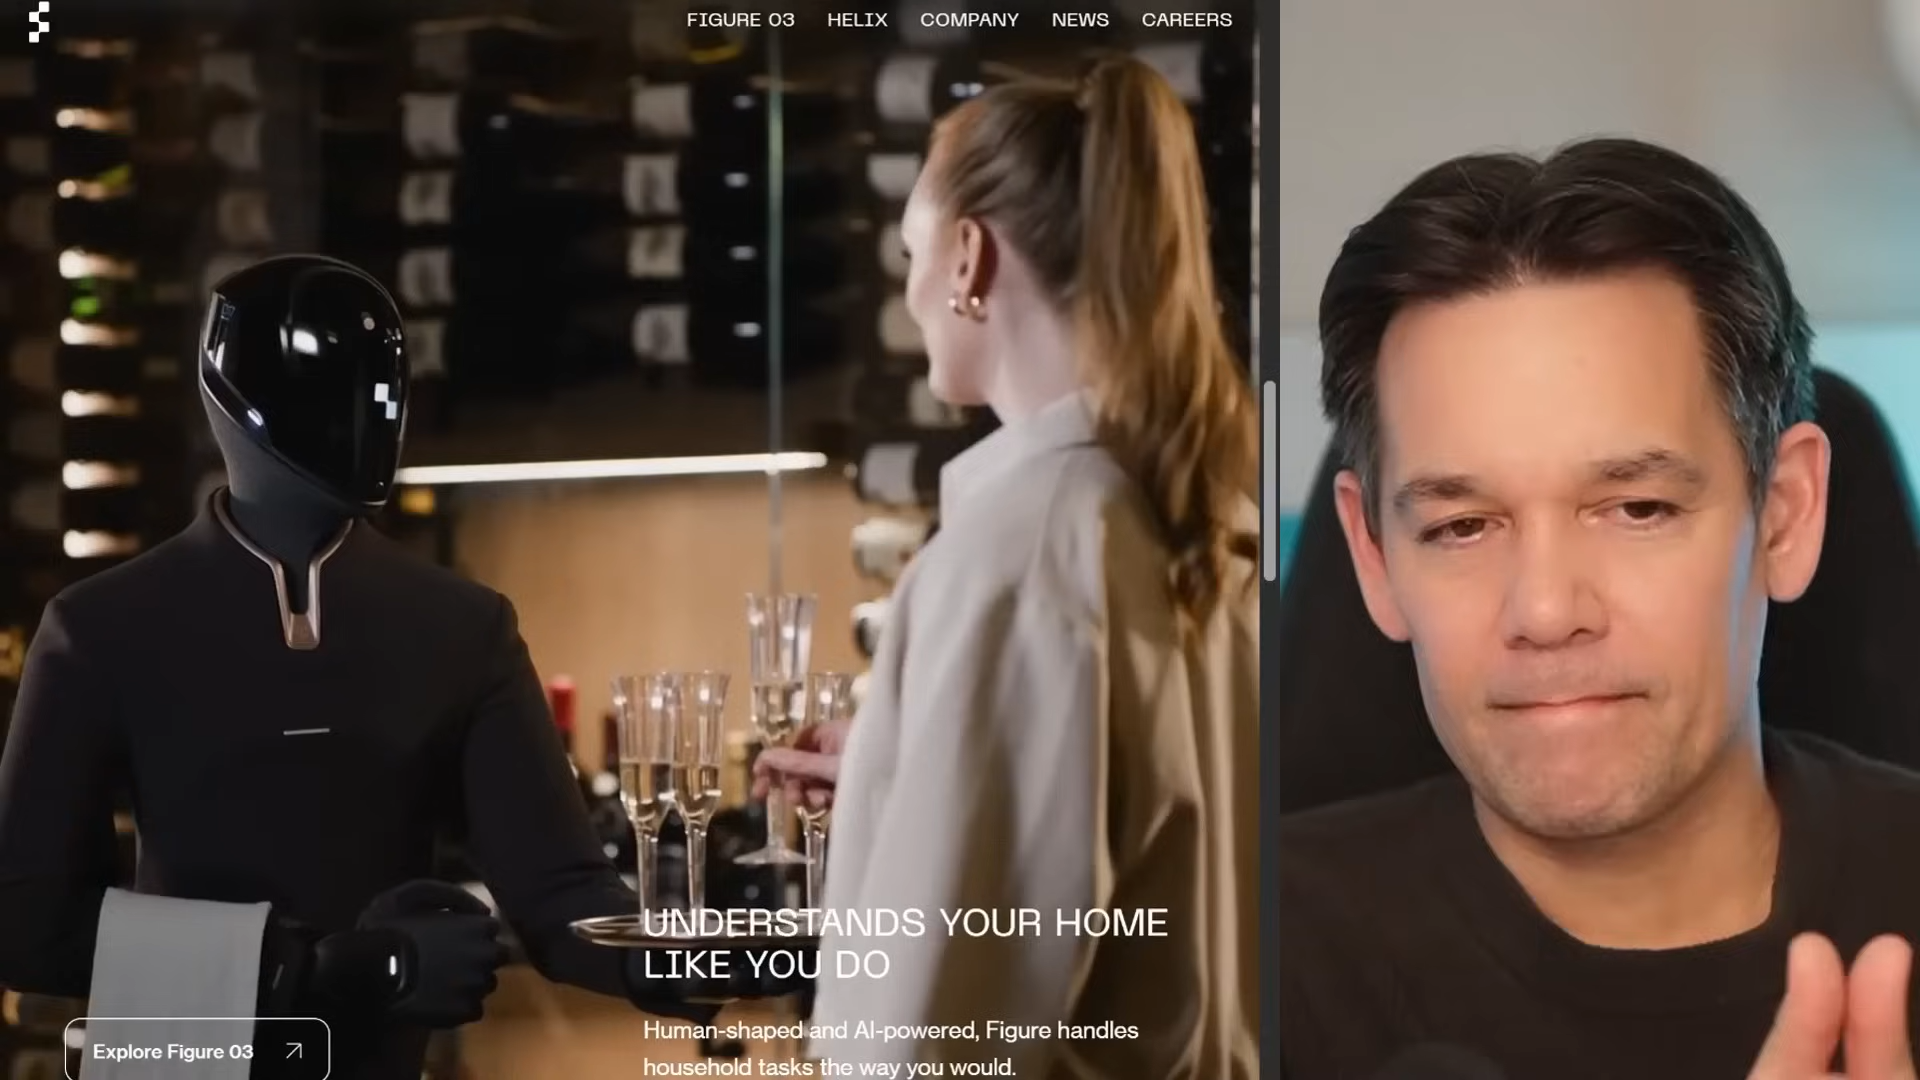 FIGURE 03
HELIX
COMPANY
NEWS
CAREERS
UNDERSTANDS YOUR HOME
LIKE YOU DO
Human-shaped and AI-powered, Figure handles
household tasks the way you would.
Explore Figure 03